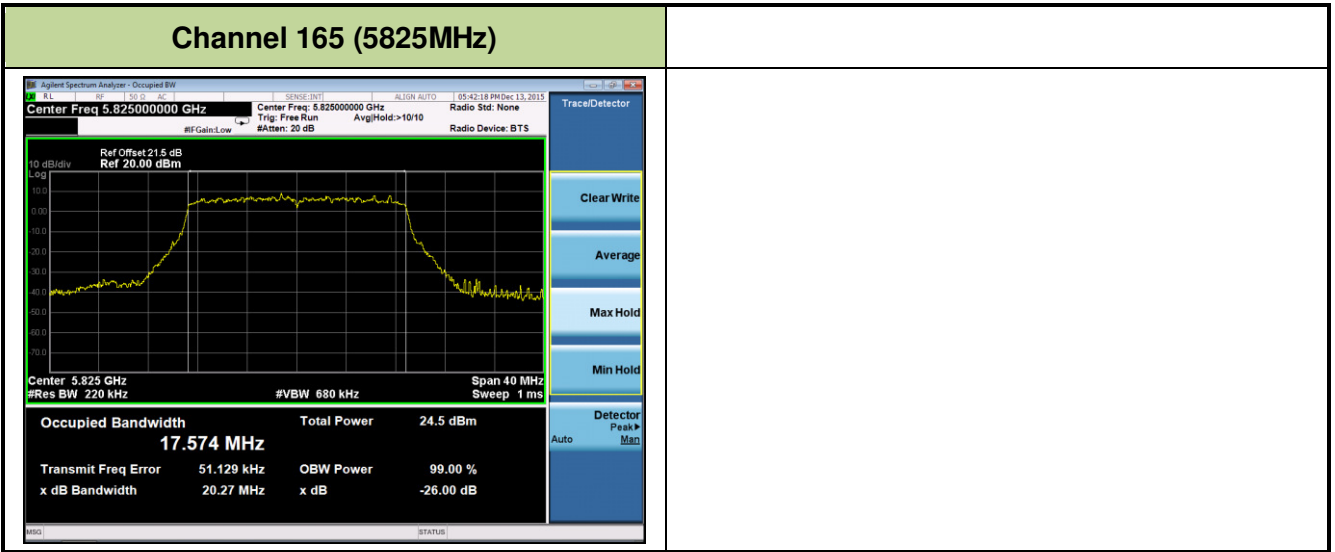 Channel 165 (5825MHz)
Agilent Spectrum Analyzer - Occupied BW
RL RF 50 Ω AC SENSE:INT ALIGN AUTO 05:42:18 PM Dec 13, 2015
Center Freq 5.825000000 GHz
Center Freq: 5.825000000 GHz
Radio Std: None
Trig: Free Run Avg|Hold:>10/10
#IFGain:Low #Atten: 20 dB
Radio Device: BTS
Trace/Detector
Ref Offset 21.5 dB
10 dB/div Ref 20.00 dBm
Log
10.0
0.00
-10.0
-20.0
-30.0
-40.0
-50.0
-60.0
-70.0
Center 5.825 GHz Span 40 MHz
#Res BW 220 kHz #VBW 680 kHz Sweep 1 ms
Clear Write
Average
Max Hold
Min Hold
Detector
Peak▶
Auto Man
Occupied Bandwidth Total Power 24.5 dBm
17.574 MHz
Transmit Freq Error 51.129 kHz OBW Power 99.00 %
x dB Bandwidth 20.27 MHz x dB -26.00 dB
MSG STATUS